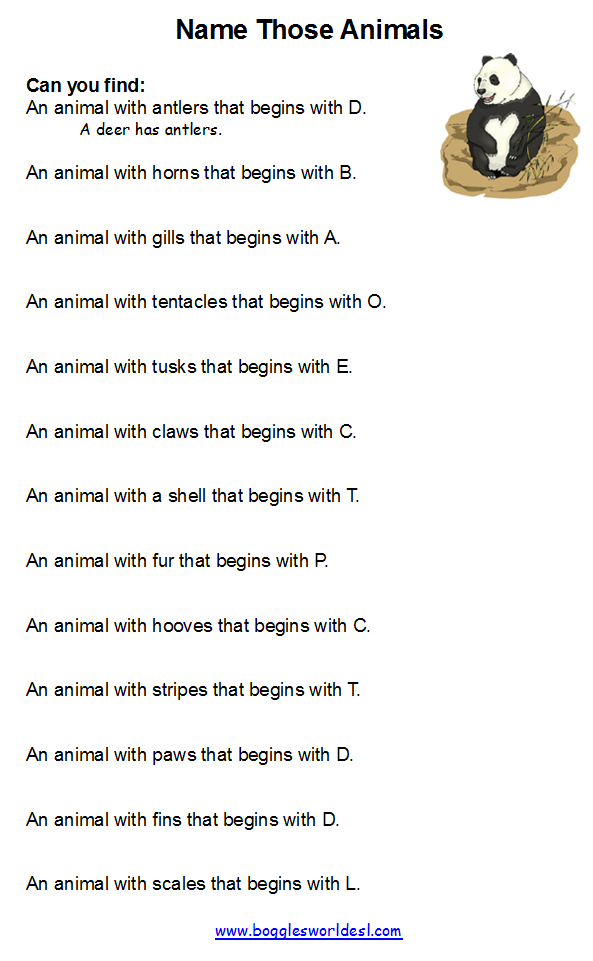 Name Those Animals
Can you find:
An animal with antlers that begins with D.
A deer has antlers.
An animal with horns that begins with B.
An animal with gills that begins with A.
An animal with tentacles that begins with O.
An animal with tusks that begins with E.
An animal with claws that begins with C.
An animal with a shell that begins with T.
An animal with fur that begins with P.
An animal with hooves that begins with C.
An animal with stripes that begins with T.
An animal with paws that begins with D.
An animal with fins that begins with D.
An animal with scales that begins with L.
www.bogglesworldesl.com